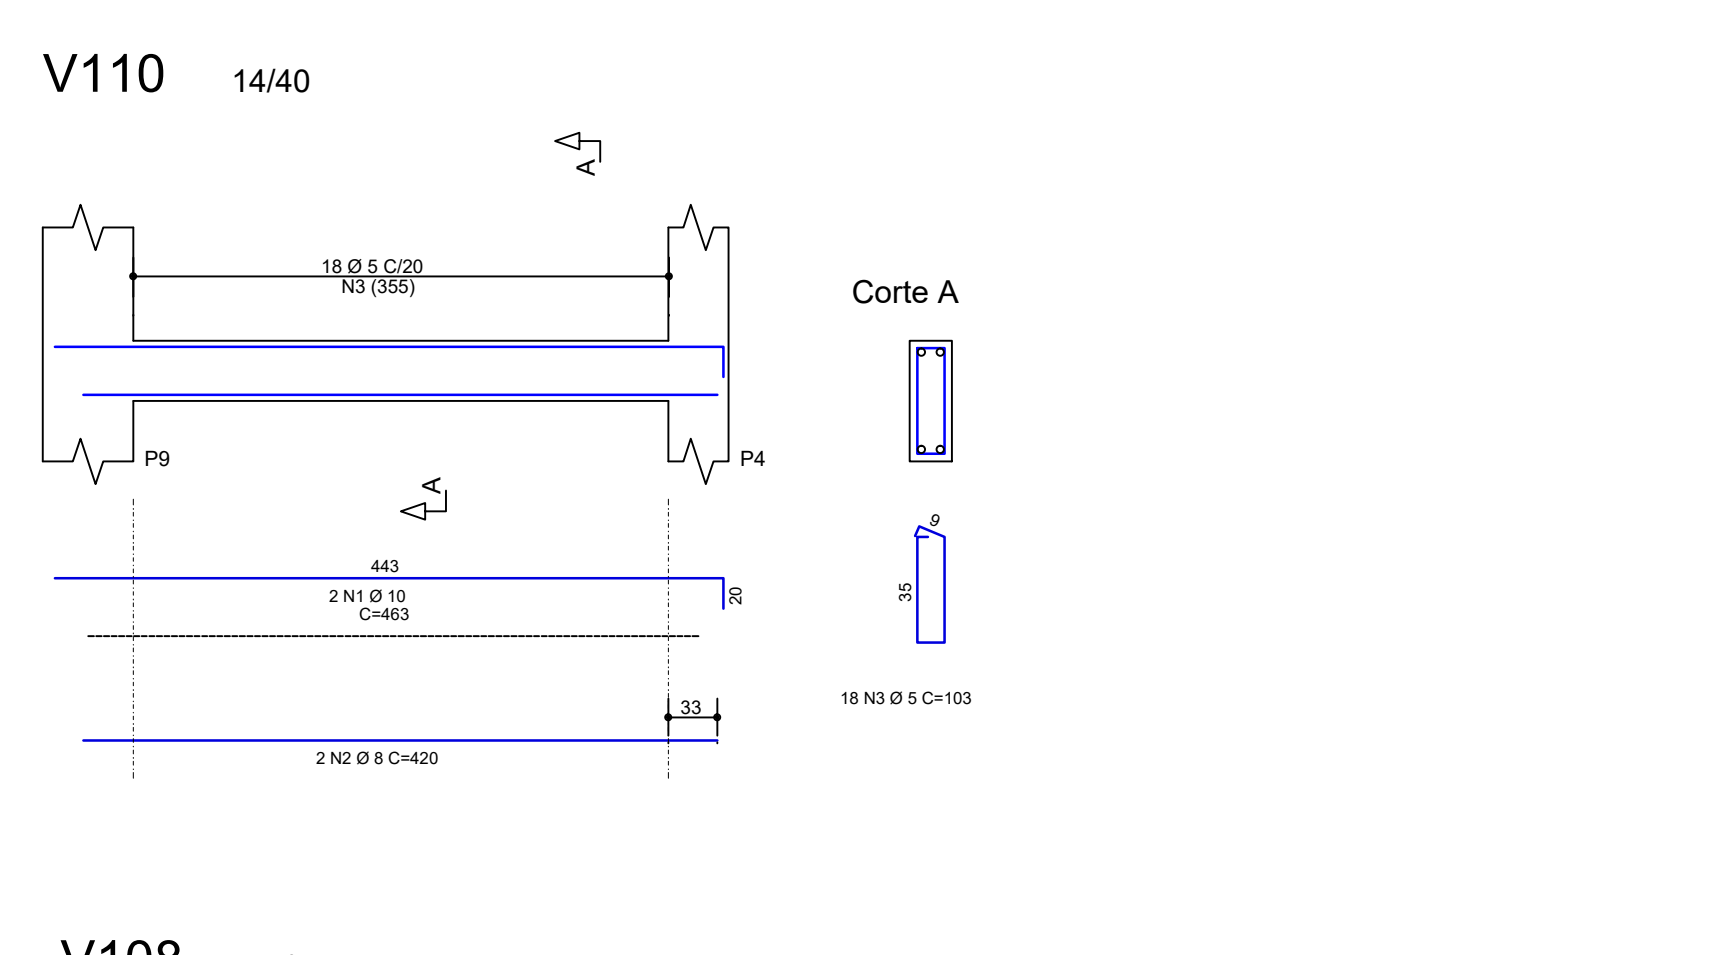 V110 14/40
A
18 Ø 5 C/20
N3 (355)
Corte A
P9
P4
A
443
2 N1 Ø 10
C=463
20
33
2 N2 Ø 8 C=420
9
35
18 N3 Ø 5 C=103
V108